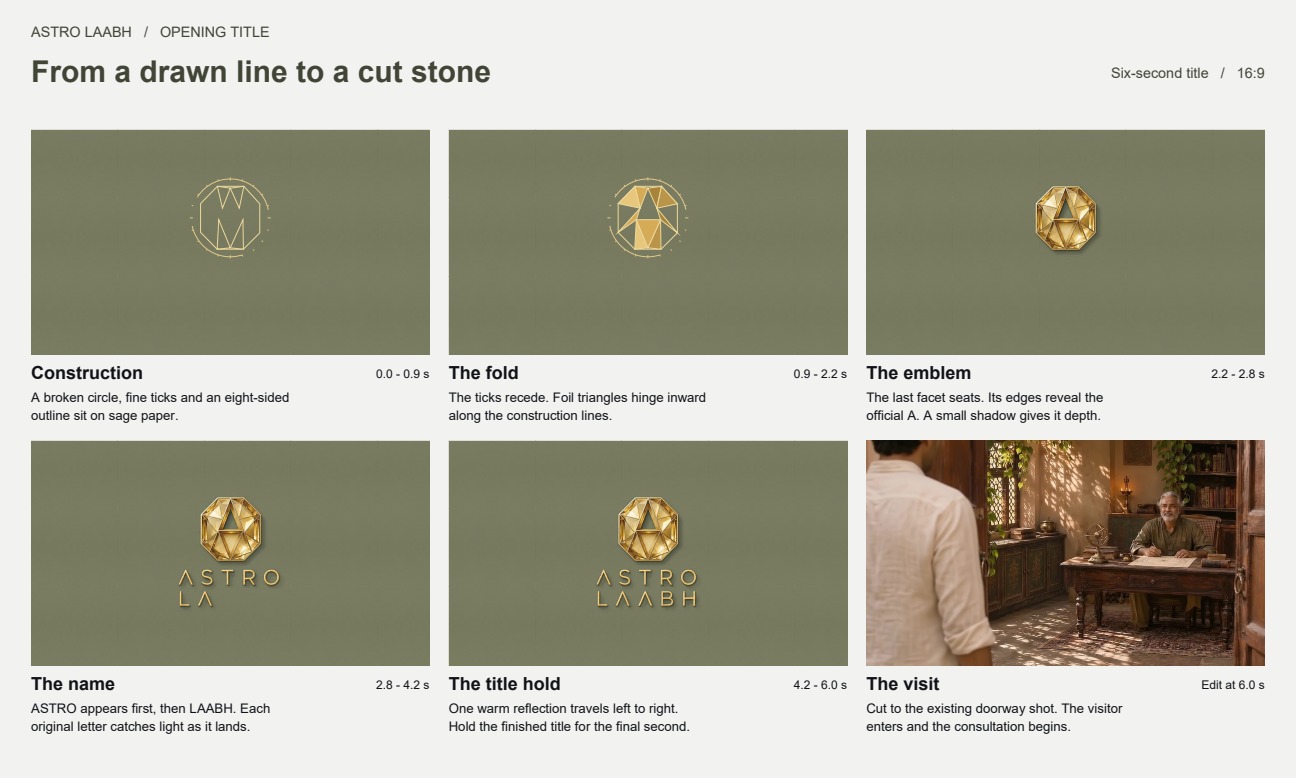 ASTRO LAABH / OPENING TITLE
From a drawn line to a cut stone
Six-second title / 16:9
Construction
0.0 - 0.9 s
A broken circle, fine ticks and an eight-sided
outline sit on sage paper.
The fold
0.9 - 2.2 s
The ticks recede. Foil triangles hinge inward
along the construction lines.
A
The emblem
2.2 - 2.8 s
The last facet seats. Its edges reveal the
official A. A small shadow gives it depth.
A
ASTRO
LA
The name
2.8 - 4.2 s
ASTRO appears first, then LAABH. Each
original letter catches light as it lands.
A
ASTRO
LAABH
The title hold
4.2 - 6.0 s
One warm reflection travels left to right.
Hold the finished title for the final second.
The visit
Edit at 6.0 s
Cut to the existing doorway shot. The visitor
enters and the consultation begins.